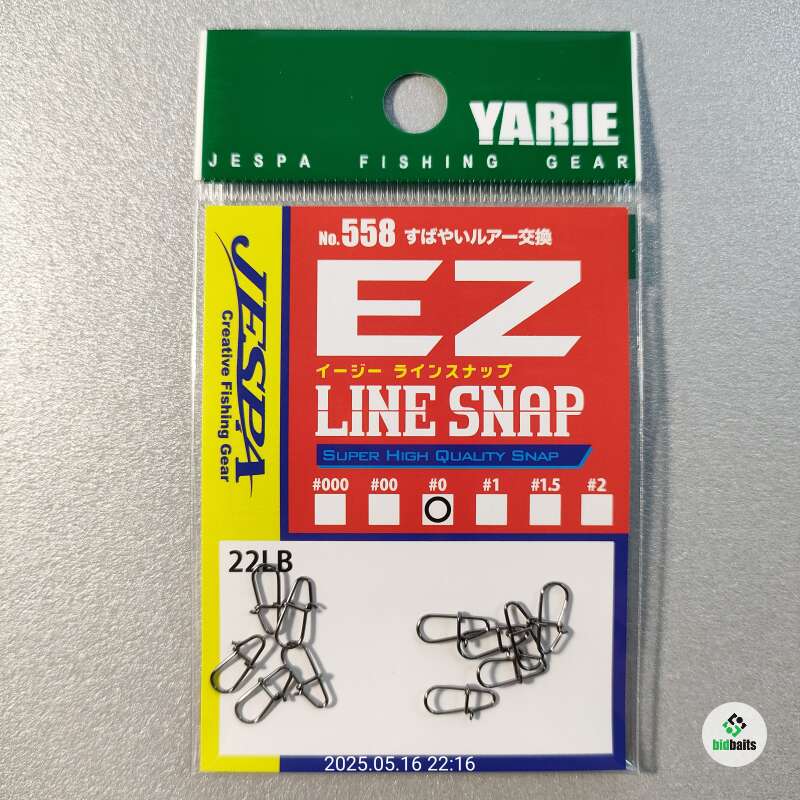 YARIE
JESPA FISHING GEAR
No.558 すばやいルアー交換
EZ
イージー ラインスナップ
LINE SNAP
SUPER HIGH QUALITY SNAP
#000 #00 #0 #1 #1.5 #2
JESPA
Creative Fishing Gear
22LB
2025.05.16 22:16
bidbaits